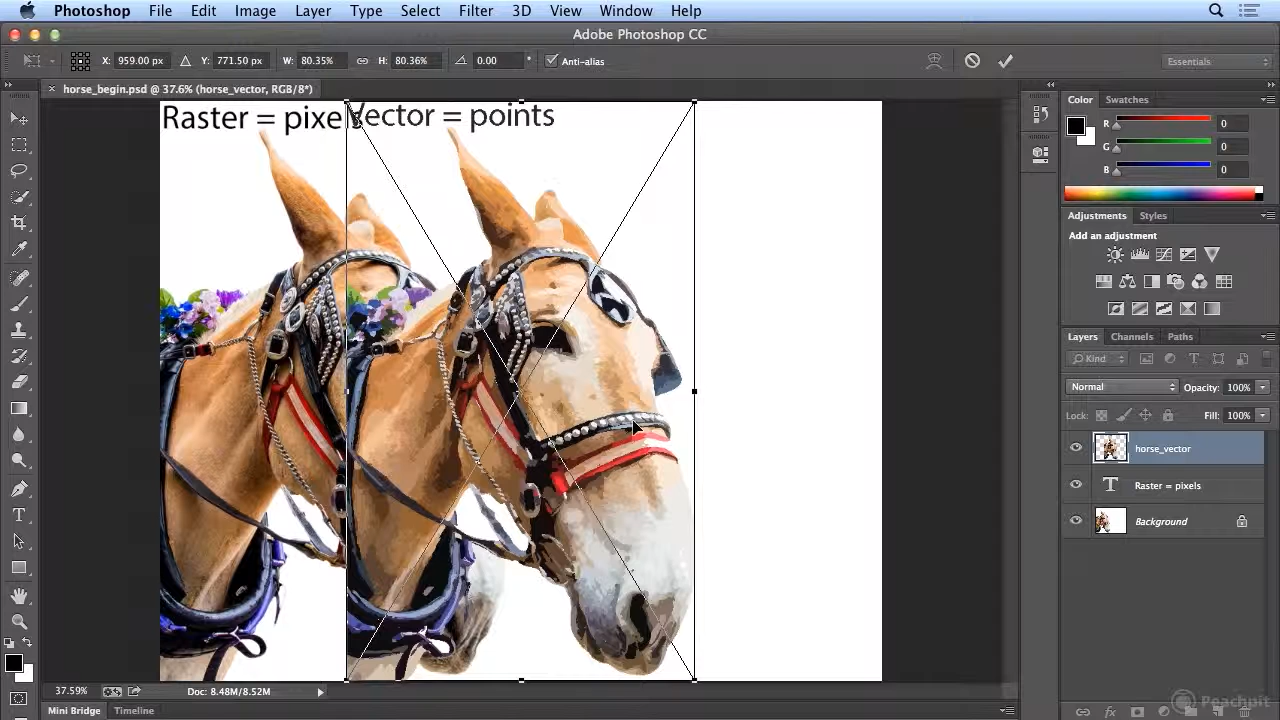 Photoshop File Edit Image Layer Type Select Filter 3D View Window Help
Adobe Photoshop CC
X: 959.00 px Y: 771.50 px W: 80.35% H: 80.36% 0.00 ° Anti-alias Essentials
× horse_begin.psd @ 37.6% (horse_vector, RGB/8*)
Raster = pixels
Vector = points
Color Swatches
R 0
G 0
B 0
Adjustments Styles
Add an adjustment
Layers Channels Paths
Kind
Normal Opacity: 100%
Lock: Fill: 100%
horse_vector
T Raster = pixels
Background
37.59% Doc: 8.48M/8.52M
Mini Bridge Timeline
Peachpit
fx